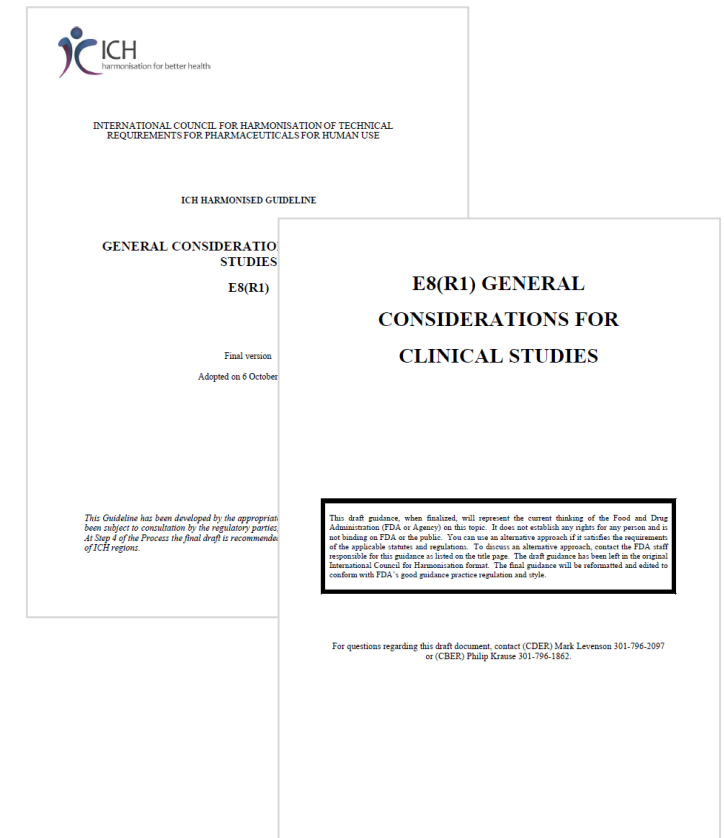 ICH
harmonisation for better health
INTERNATIONAL COUNCIL FOR HARMONISATION OF TECHNICAL
REQUIREMENTS FOR PHARMACEUTICALS FOR HUMAN USE
ICH HARMONISED GUIDELINE
GENERAL CONSIDERATIO
STUDIES
E8(R1)
Final version
Adopted on 6 October
This Guideline has been developed by the appropriat
been subject to consultation by the regulatory parties,
At Step 4 of the Process the final draft is recommende
of ICH regions.
E8(R1) GENERAL
CONSIDERATIONS FOR
CLINICAL STUDIES
This draft guidance, when finalized, will represent the current thinking of the Food and Drug
Administration (FDA or Agency) on this topic. It does not establish any rights for any person and is
not binding on FDA or the public. You can use an alternative approach if it satisfies the requirements
of the applicable statutes and regulations. To discuss an alternative approach, contact the FDA staff
responsible for this guidance as listed on the title page. The draft guidance has been left in the original
International Council for Harmonisation format. The final guidance will be reformatted and edited to
conform with FDA's good guidance practice regulation and style.
For questions regarding this draft document, contact (CDER) Mark Levenson 301-796-2097
or (CBER) Philip Krause 301-796-1862.